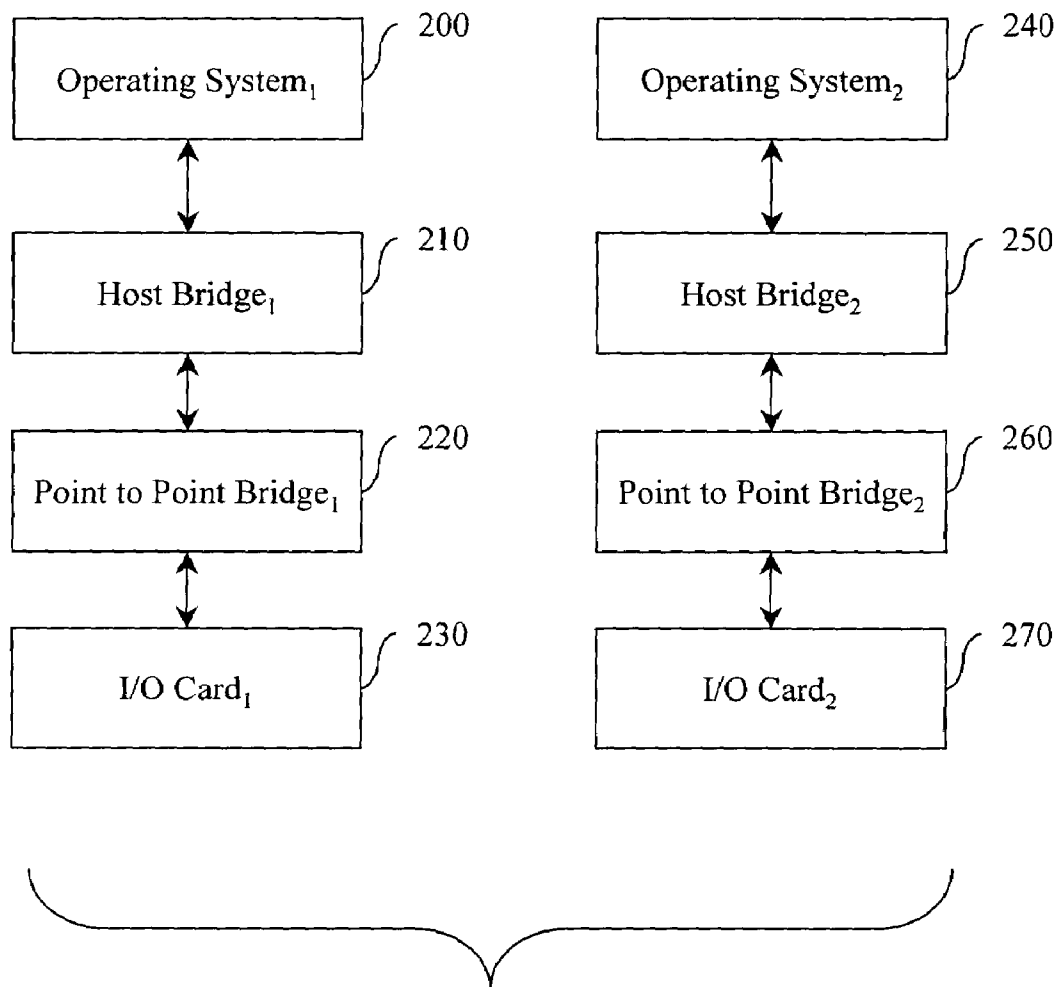 200
Operating System₁
240
Operating System₂
210
Host Bridge₁
250
Host Bridge₂
220
Point to Point Bridge₁
260
Point to Point Bridge₂
230
I/O Card₁
270
I/O Card₂